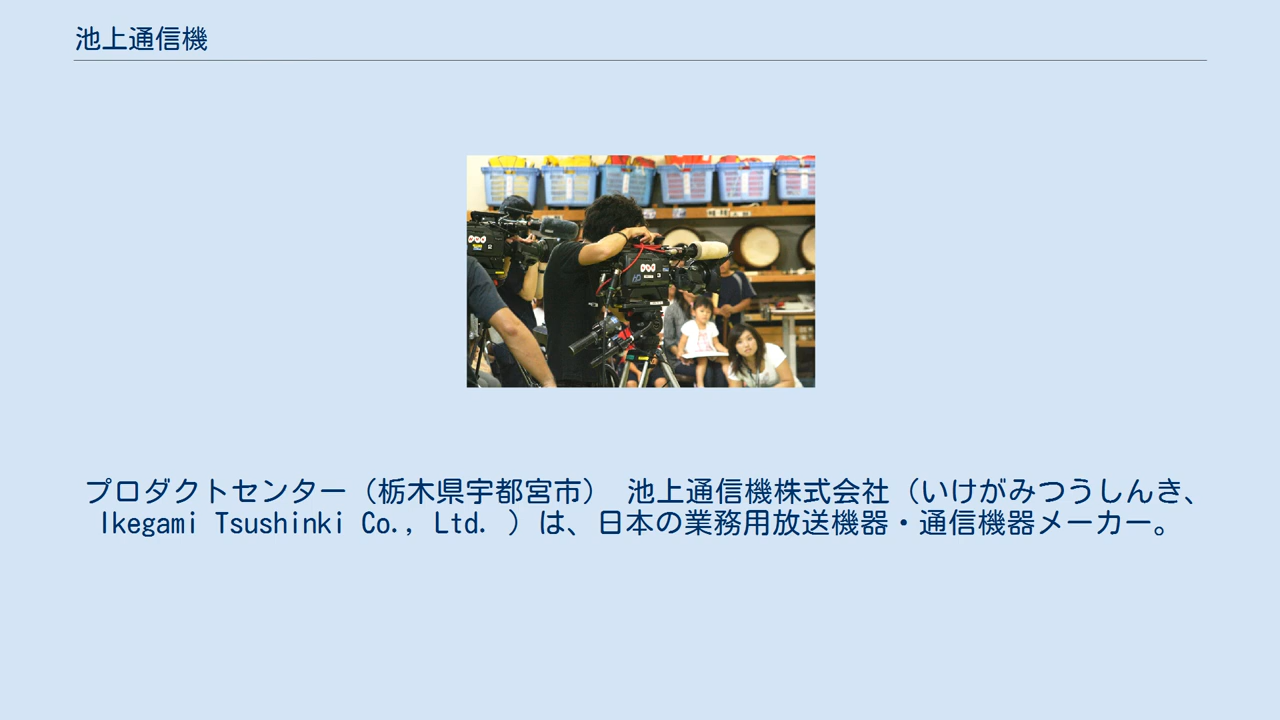 池上通信機
NHK
NHK
HD
プロダクトセンター（栃木県宇都宮市） 池上通信機株式会社（いけがみつうしんき、
Ikegami Tsushinki Co., Ltd. ）は、日本の業務用放送機器・通信機器メーカー。